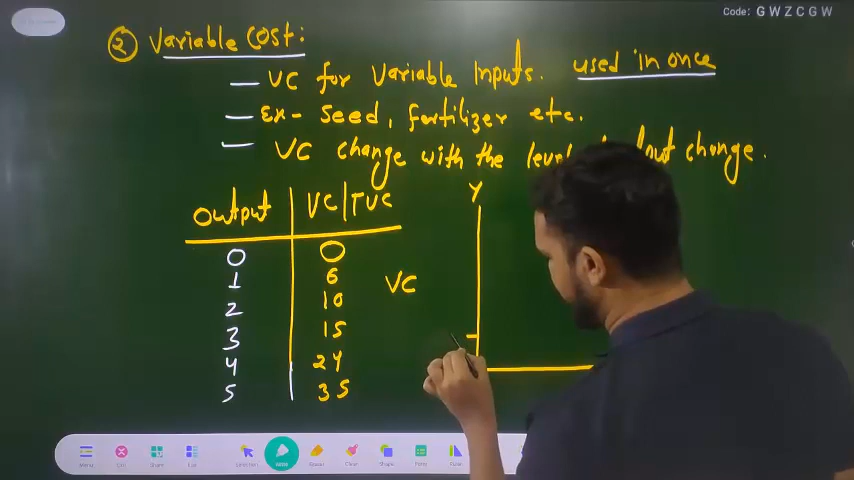 Code: GWZCGW
② Variable Cost:
— VC for Variable Inputs. used in once
— Ex- Seed, fertilizer etc.
— VC change with the level change.
Output VC|TVC Y
0 0
1 6 VC
2 10
3 15
4 24
5 35
Menu